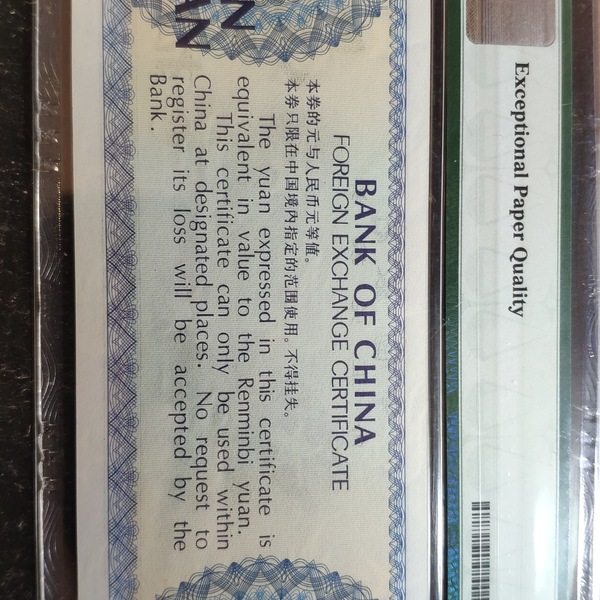 Exceptional Paper Quality
BANK OF CHINA
FOREIGN EXCHANGE CERTIFICATE
本券的元与人民币元等值。
本券只限在中国境内指定的范围使用。不得挂失。
The yuan expressed in this certificate is
equivalent in value to the Renminbi yuan.
This certificate can only be used within
China at designated places. No request to
register its loss will be accepted by the
Bank.